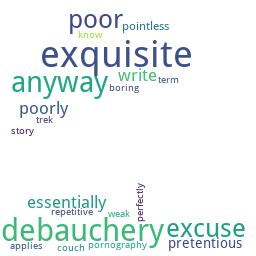 poor pointless
know
exquisite
anyway write term
boring
poorly
trek
story
perfectly
essentially
repetitive weak
debauchery excuse
applies couch pornography pretentious